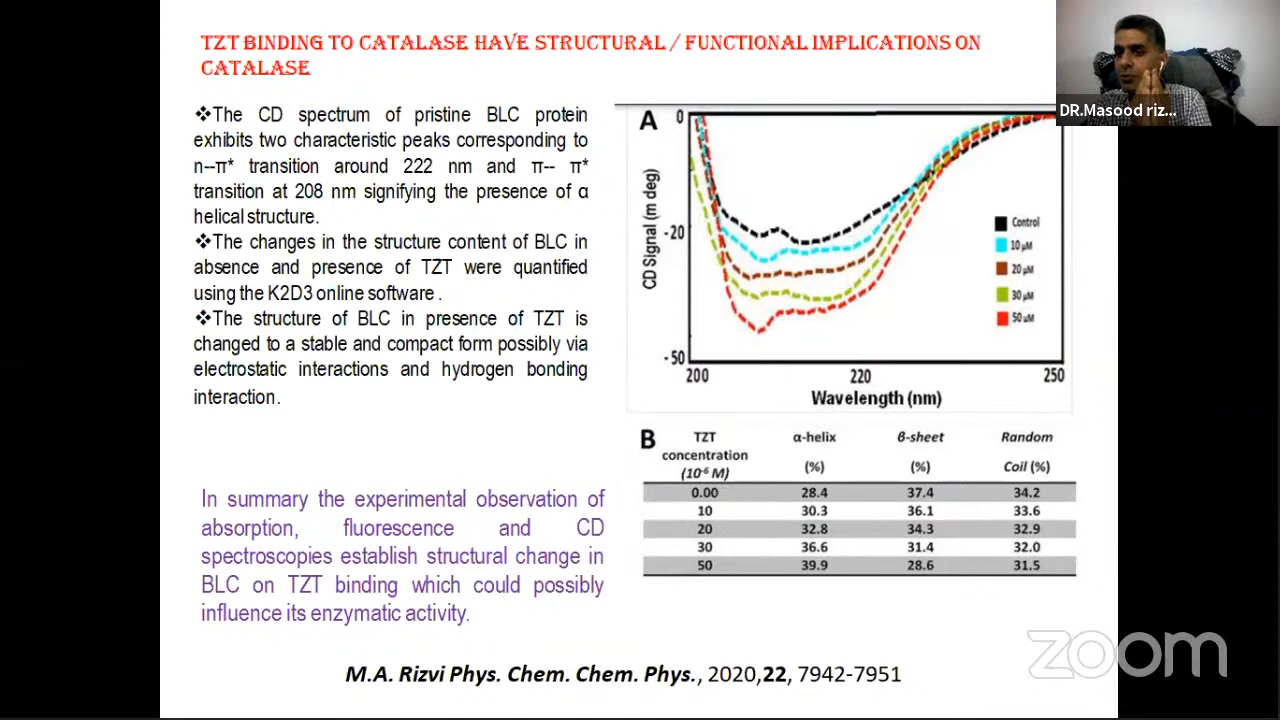 TZT BINDING TO CATALASE HAVE STRUCTURAL / FUNCTIONAL IMPLICATIONS ON
CATALASE
DR.Masood riz...
❖The CD spectrum of pristine BLC protein
exhibits two characteristic peaks corresponding to
n--π* transition around 222 nm and π-- π*
transition at 208 nm signifying the presence of α
helical structure.
❖The changes in the structure content of BLC in
absence and presence of TZT were quantified
using the K2D3 online software .
❖The structure of BLC in presence of TZT is
changed to a stable and compact form possibly via
electrostatic interactions and hydrogen bonding
interaction.
In summary the experimental observation of
absorption, fluorescence and CD
spectroscopies establish structural change in
BLC on TZT binding which could possibly
influence its enzymatic activity.
A
0
-20
-50
CD Signal (m deg)
Control
10 μM
20 μM
30 μM
50 μM
200 220 250
Wavelength (nm)
B
TZT α-helix β-sheet Random
concentration
(10⁻⁶ M) (%) (%) Coil (%)
0.00 28.4 37.4 34.2
10 30.3 36.1 33.6
20 32.8 34.3 32.9
30 36.6 31.4 32.0
50 39.9 28.6 31.5
zoom
M.A. Rizvi Phys. Chem. Chem. Phys., 2020,22, 7942-7951